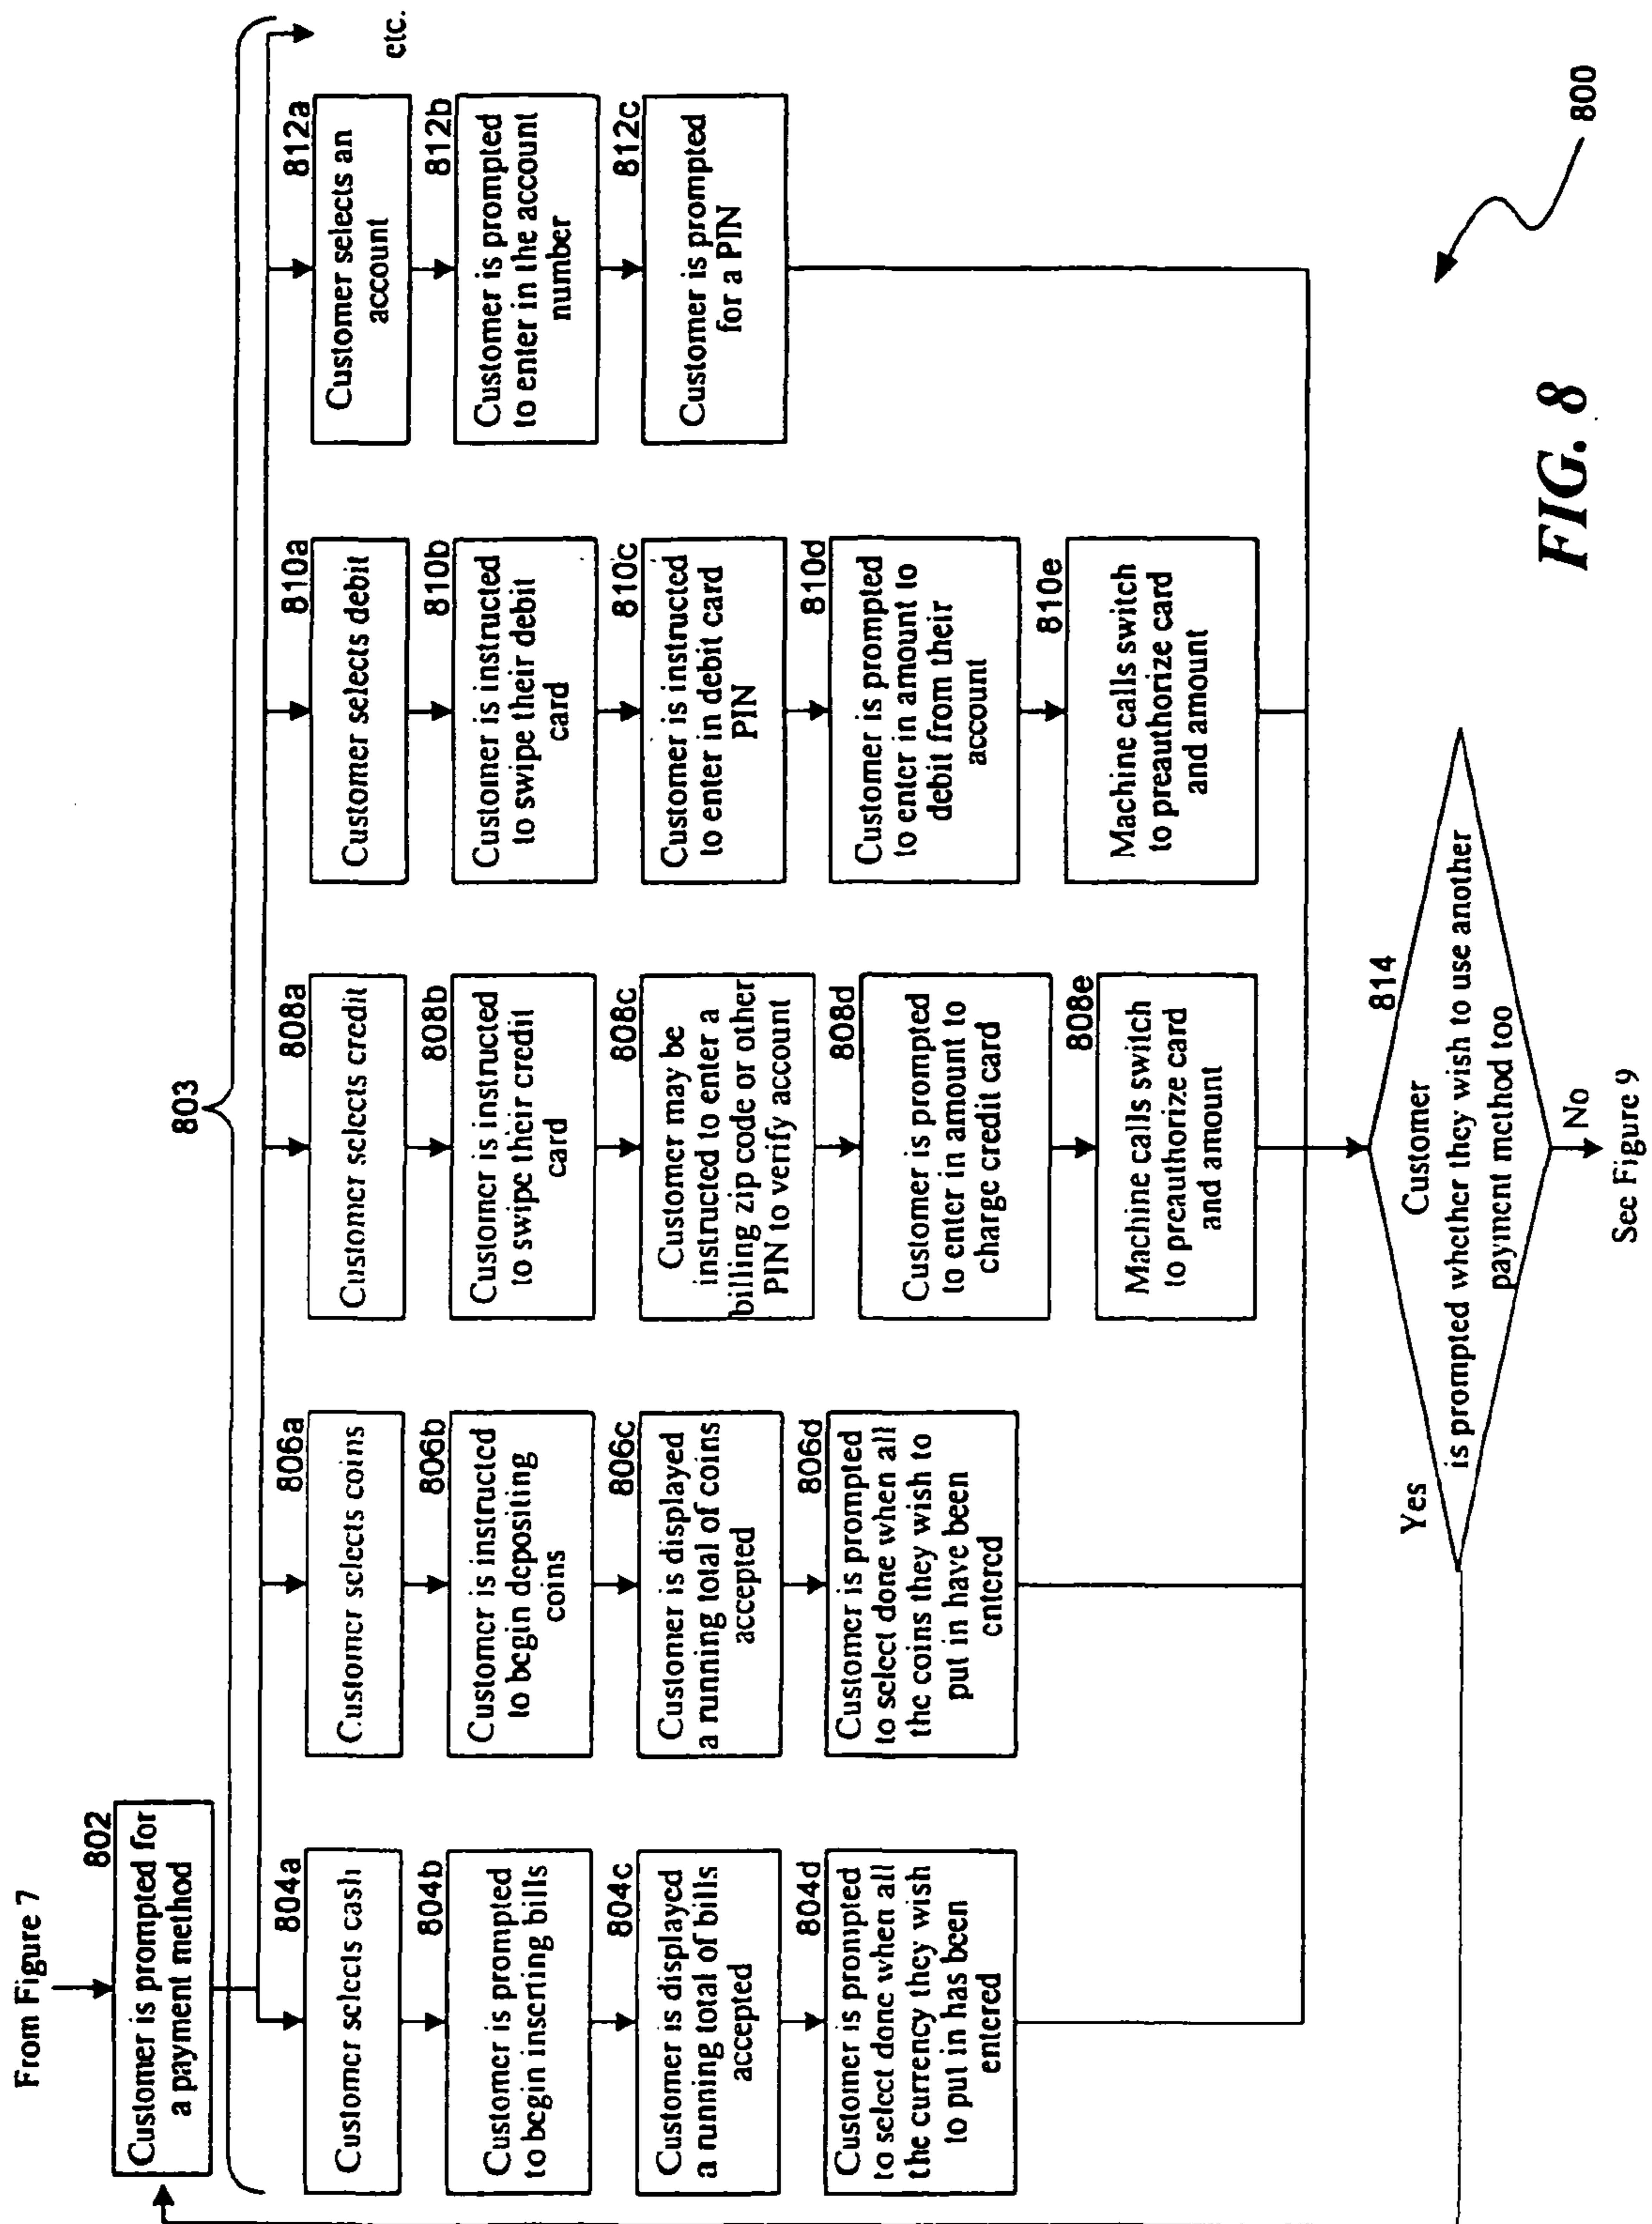 From Figure 7
802
Customer is prompted for
a payment method
803
804a
Customer selects cash
804b
Customer is prompted
to begin inserting bills
804c
Customer is displayed
a running total of bills
accepted
804d
Customer is prompted
to select done when all
the currency they wish
to put in has been
entered
806a
Customer selects coins
806b
Customer is instructed
to begin depositing
coins
806c
Customer is displayed
a running total of coins
accepted
806d
Customer is prompted
to select done when all
the coins they wish to
put in have been
entered
808a
Customer selects credit
808b
Customer is instructed
to swipe their credit
card
808c
Customer may be
instructed to enter a
billing zip code or other
PIN to verify account
808d
Customer is prompted
to enter in amount to
charge credit card
808e
Machine calls switch
to preauthorize card
and amount
810a
Customer selects debit
810b
Customer is instructed
to swipe their debit
card
810c
Customer is instructed
to enter in debit card
PIN
810d
Customer is prompted
to enter in amount to
debit from their
account
810e
Machine calls switch
to preauthorize card
and amount
812a
Customer selects an
account
812b
Customer is prompted
to enter in the account
number
812c
Customer is prompted
for a PIN
etc.
814
Customer
is prompted whether they wish to use another
payment method too
Yes
No
See Figure 9
800
FIG. 8